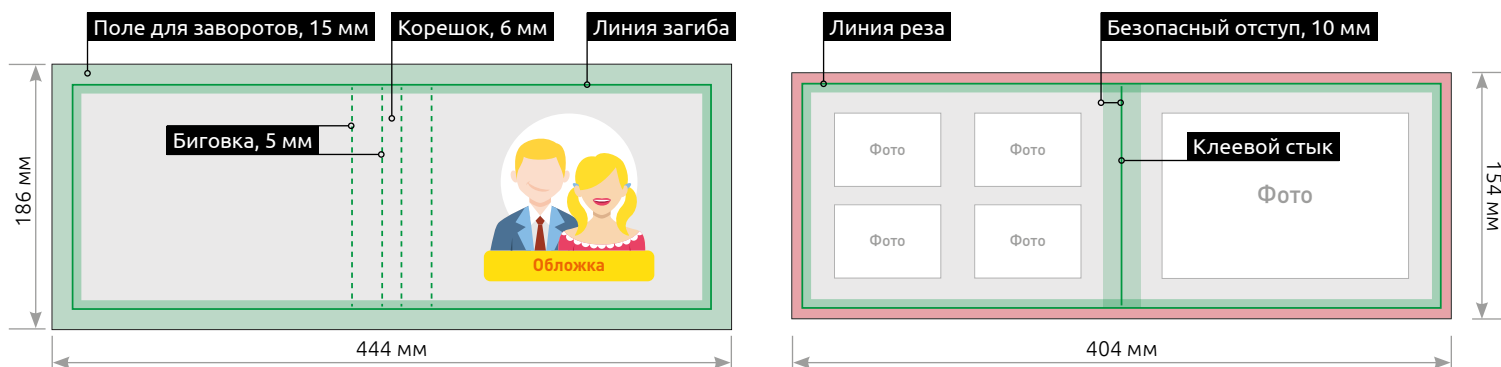 Поле для заворотов, 15 мм
Корешок, 6 мм
Линия загиба
Биговка, 5 мм
186 мм
Обложка
444 мм
Линия реза
Безопасный отступ, 10 мм
Фото
Фото
Клеевой стык
Фото
Фото
Фото
154 мм
404 мм